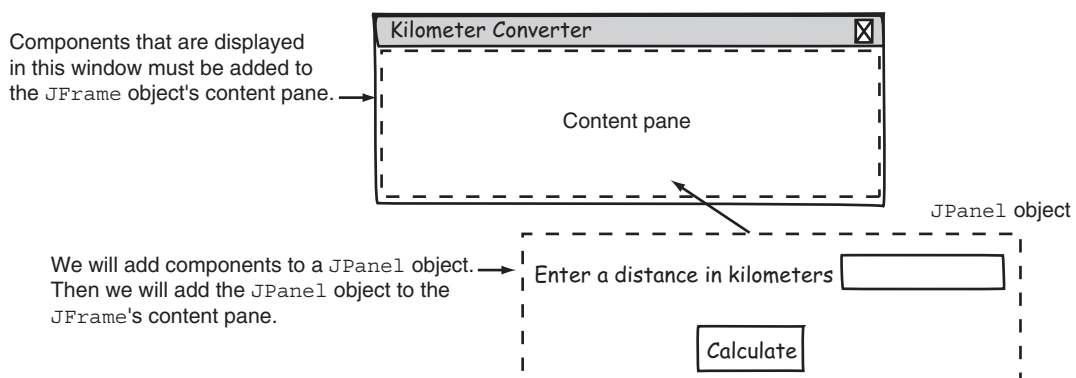 Kilometer Converter
Components that are displayed
in this window must be added to
the JFrame object's content pane.
Content pane
JPanel object
We will add components to a JPanel object.
Then we will add the JPanel object to the
JFrame's content pane.
Enter a distance in kilometers
Calculate